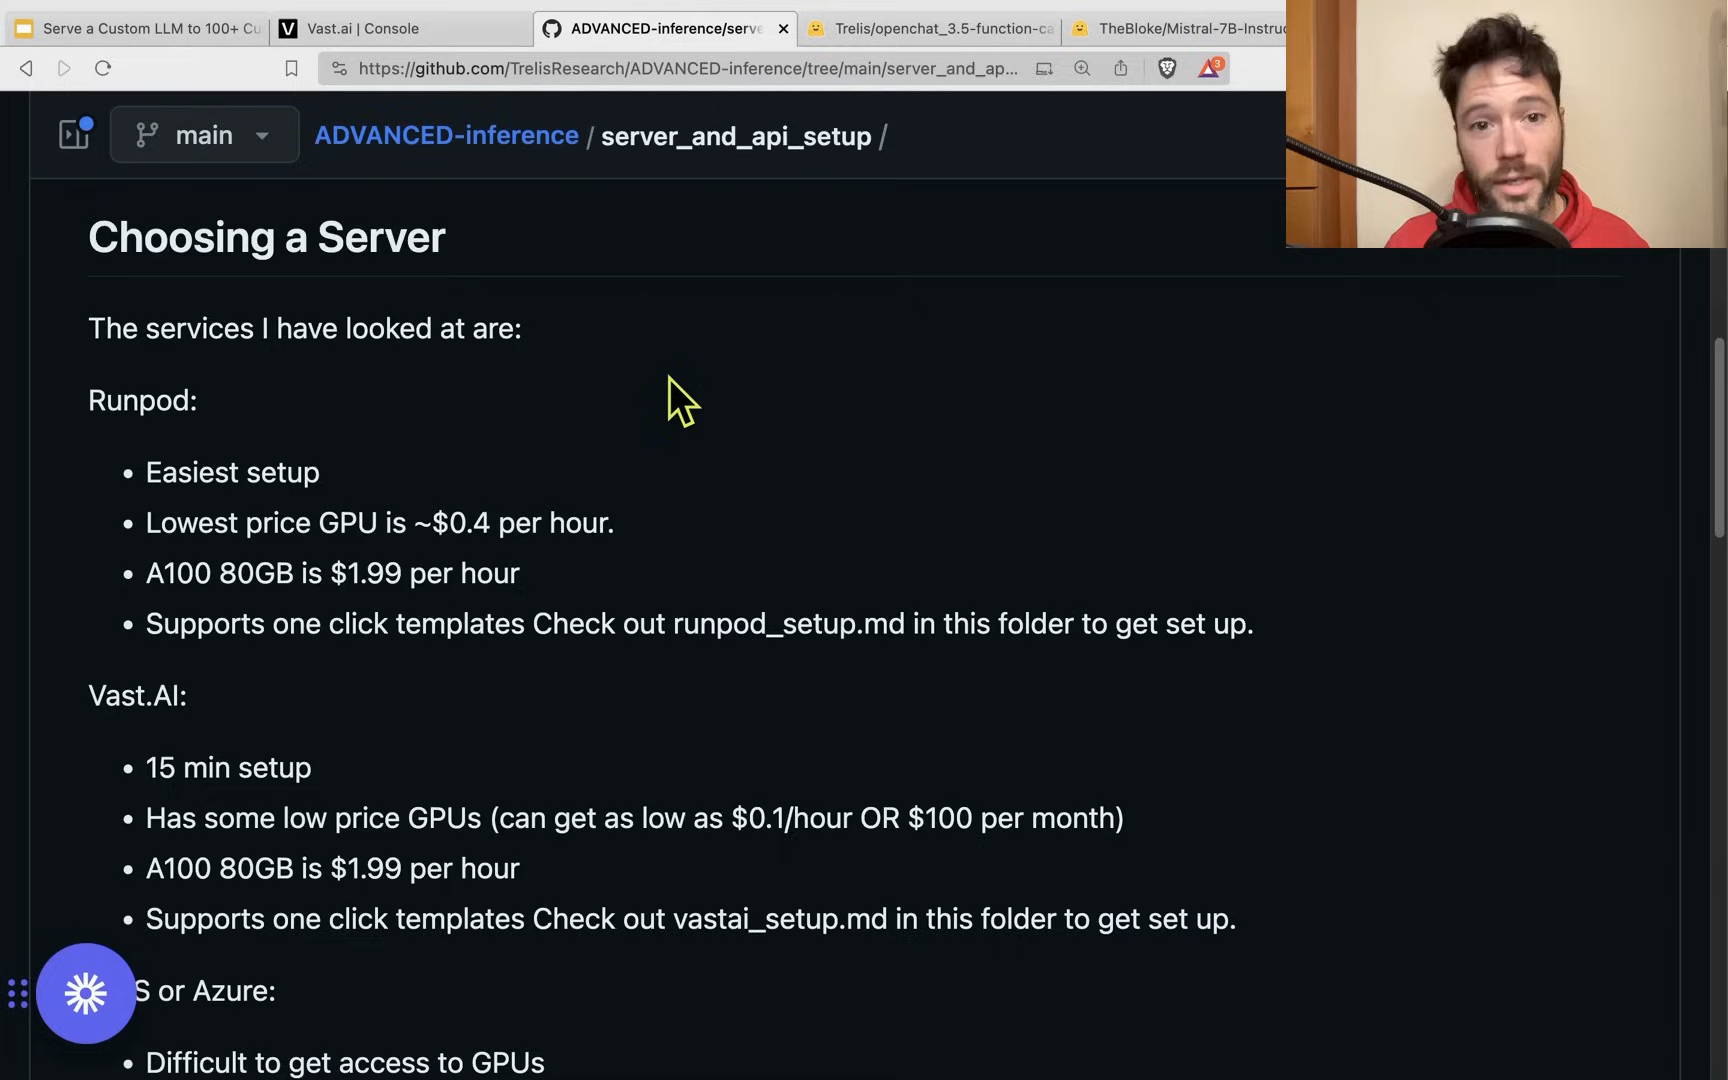 Serve a Custom LLM to 100+ Cu
Vast.ai | Console
ADVANCED-inference/serve
Trelis/openchat_3.5-function-ca
TheBloke/Mistral-7B-Instruc
https://github.com/TrelisResearch/ADVANCED-inference/tree/main/server_and_ap...
3
main
ADVANCED-inference / server_and_api_setup /
Choosing a Server
The services I have looked at are:
Runpod:
• Easiest setup
• Lowest price GPU is ~$0.4 per hour.
• A100 80GB is $1.99 per hour
• Supports one click templates Check out runpod_setup.md in this folder to get set up.
Vast.AI:
• 15 min setup
• Has some low price GPUs (can get as low as $0.1/hour OR $100 per month)
• A100 80GB is $1.99 per hour
• Supports one click templates Check out vastai_setup.md in this folder to get set up.
S or Azure:
• Difficult to get access to GPUs